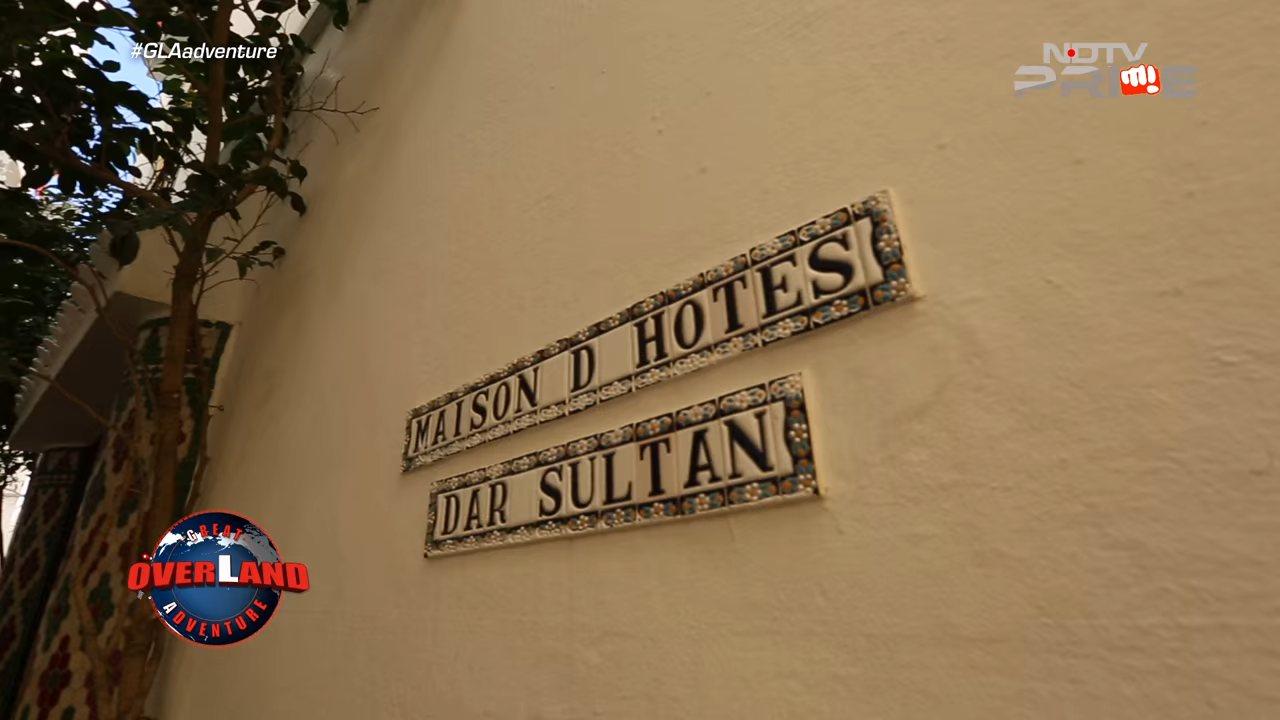 #GLAadventure
NDTV
PRIME
MAISON D HOTES
DAR SULTAN
GREAT
OVERLAND
ADVENTURE